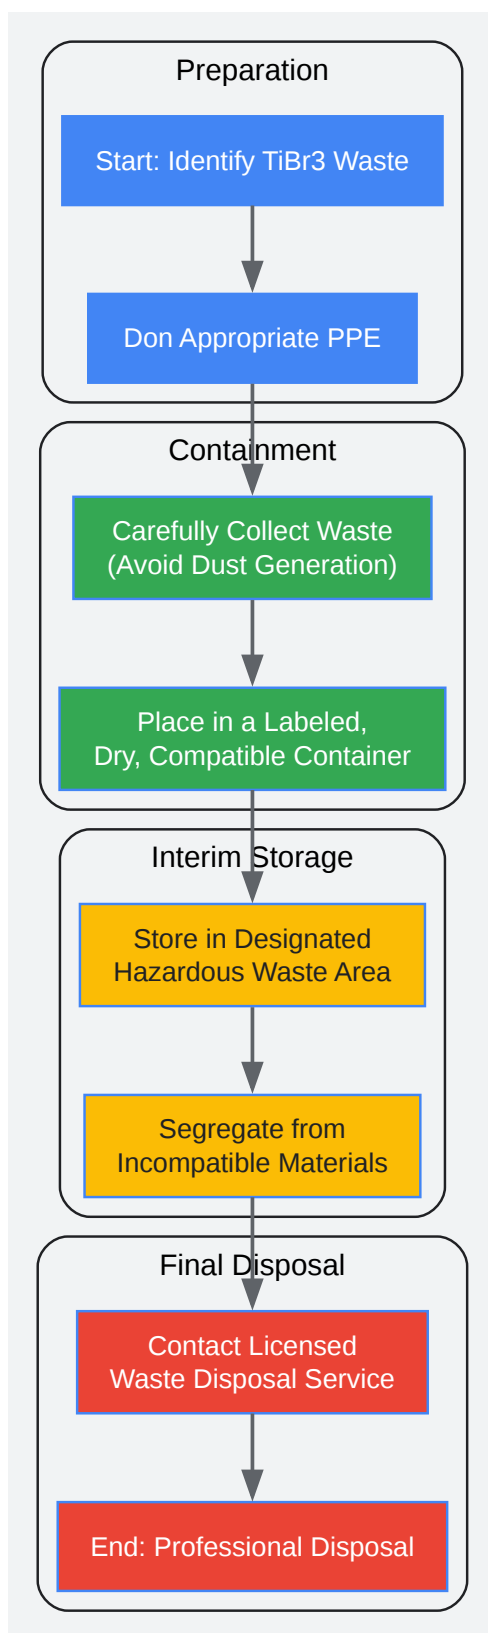 Preparation
Start: Identify TiBr3 Waste
Don Appropriate PPE
Containment
Carefully Collect Waste
(Avoid Dust Generation)
Place in a Labeled,
Dry, Compatible Container
Interim Storage
Store in Designated
Hazardous Waste Area
Segregate from
Incompatible Materials
Final Disposal
Contact Licensed
Waste Disposal Service
End: Professional Disposal